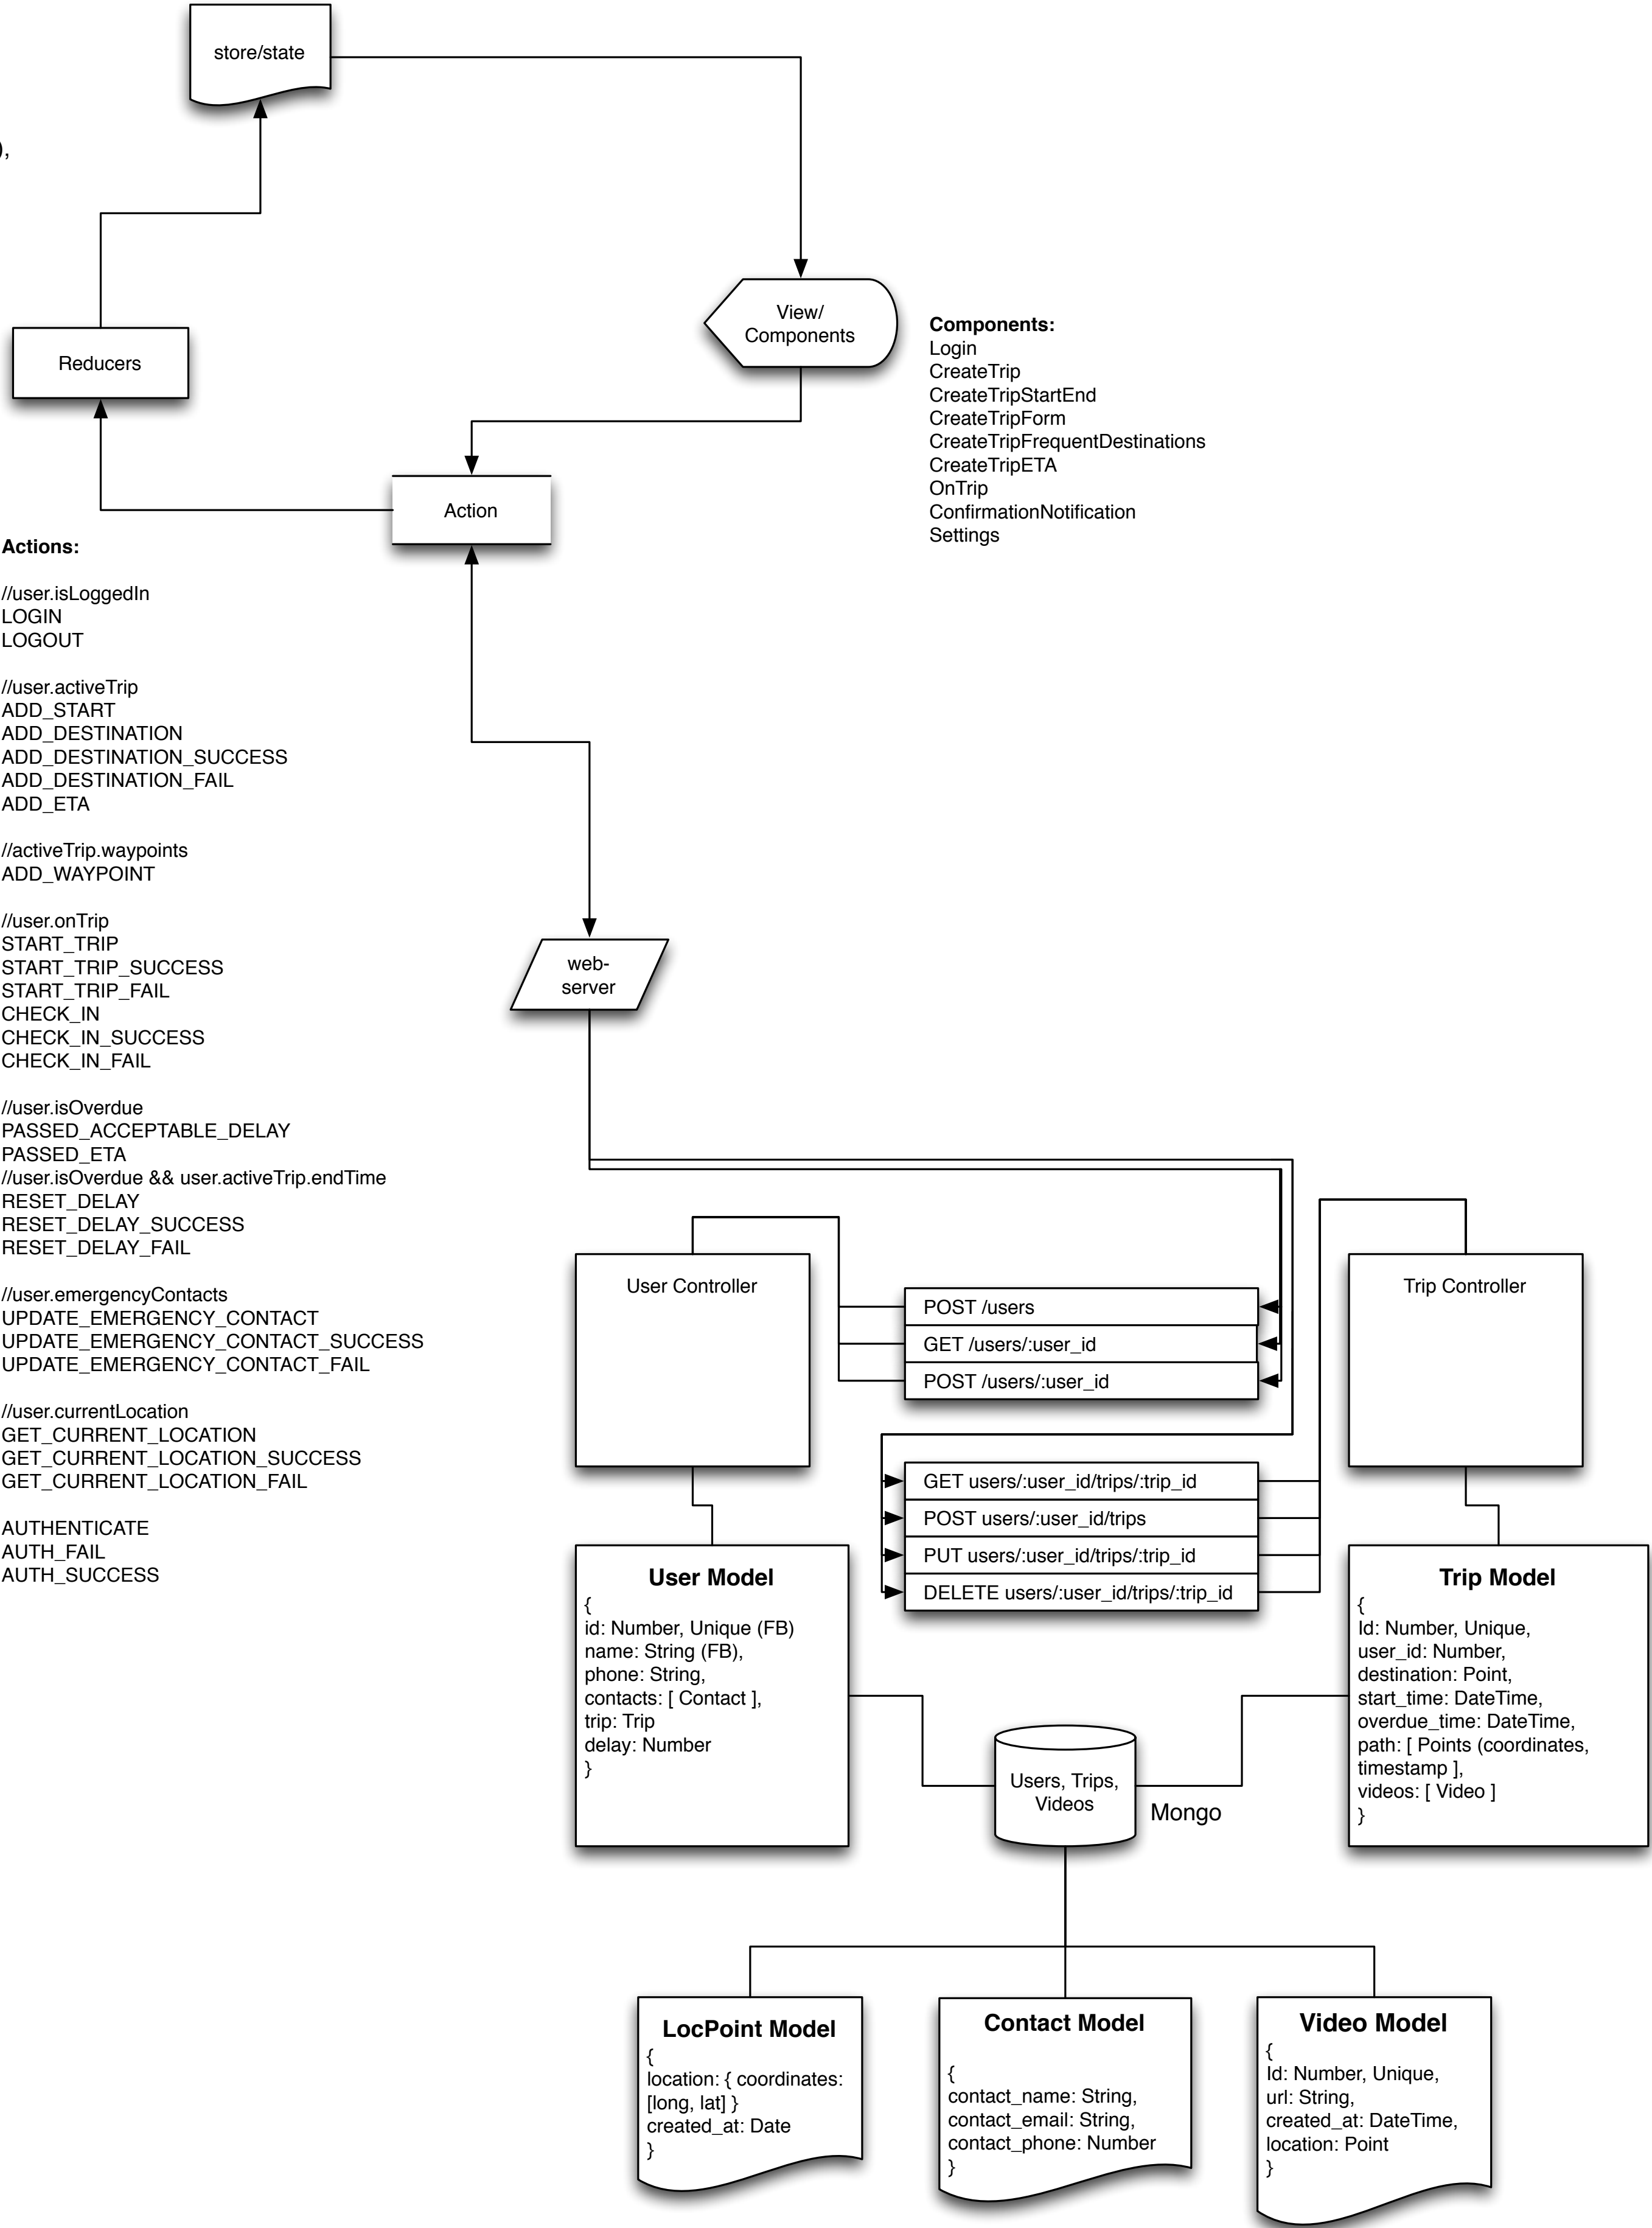 store/state
),
View/
Components
Components:
Login
CreateTrip
CreateTripStartEnd
CreateTripForm
CreateTripFrequentDestinations
CreateTripETA
OnTrip
ConfirmationNotification
Settings
Reducers
Action
Actions:
//user.isLoggedIn
LOGIN
LOGOUT
//user.activeTrip
ADD_START
ADD_DESTINATION
ADD_DESTINATION_SUCCESS
ADD_DESTINATION_FAIL
ADD_ETA
//activeTrip.waypoints
ADD_WAYPOINT
//user.onTrip
START_TRIP
START_TRIP_SUCCESS
START_TRIP_FAIL
CHECK_IN
CHECK_IN_SUCCESS
CHECK_IN_FAIL
//user.isOverdue
PASSED_ACCEPTABLE_DELAY
PASSED_ETA
//user.isOverdue && user.activeTrip.endTime
RESET_DELAY
RESET_DELAY_SUCCESS
RESET_DELAY_FAIL
//user.emergencyContacts
UPDATE_EMERGENCY_CONTACT
UPDATE_EMERGENCY_CONTACT_SUCCESS
UPDATE_EMERGENCY_CONTACT_FAIL
//user.currentLocation
GET_CURRENT_LOCATION
GET_CURRENT_LOCATION_SUCCESS
GET_CURRENT_LOCATION_FAIL
AUTHENTICATE
AUTH_FAIL
AUTH_SUCCESS
web-
server
User Controller
POST /users
GET /users/:user_id
POST /users/:user_id
Trip Controller
GET users/:user_id/trips/:trip_id
POST users/:user_id/trips
PUT users/:user_id/trips/:trip_id
DELETE users/:user_id/trips/:trip_id
User Model
{
id: Number, Unique (FB)
name: String (FB),
phone: String,
contacts: [ Contact ],
trip: Trip
delay: Number
}
Trip Model
{
Id: Number, Unique,
user_id: Number,
destination: Point,
start_time: DateTime,
overdue_time: DateTime,
path: [ Points (coordinates,
timestamp ],
videos: [ Video ]
}
Users, Trips,
Videos
Mongo
LocPoint Model
{
location: { coordinates:
[long, lat] }
created_at: Date
}
Contact Model
{
contact_name: String,
contact_email: String,
contact_phone: Number
}
Video Model
{
Id: Number, Unique,
url: String,
created_at: DateTime,
location: Point
}